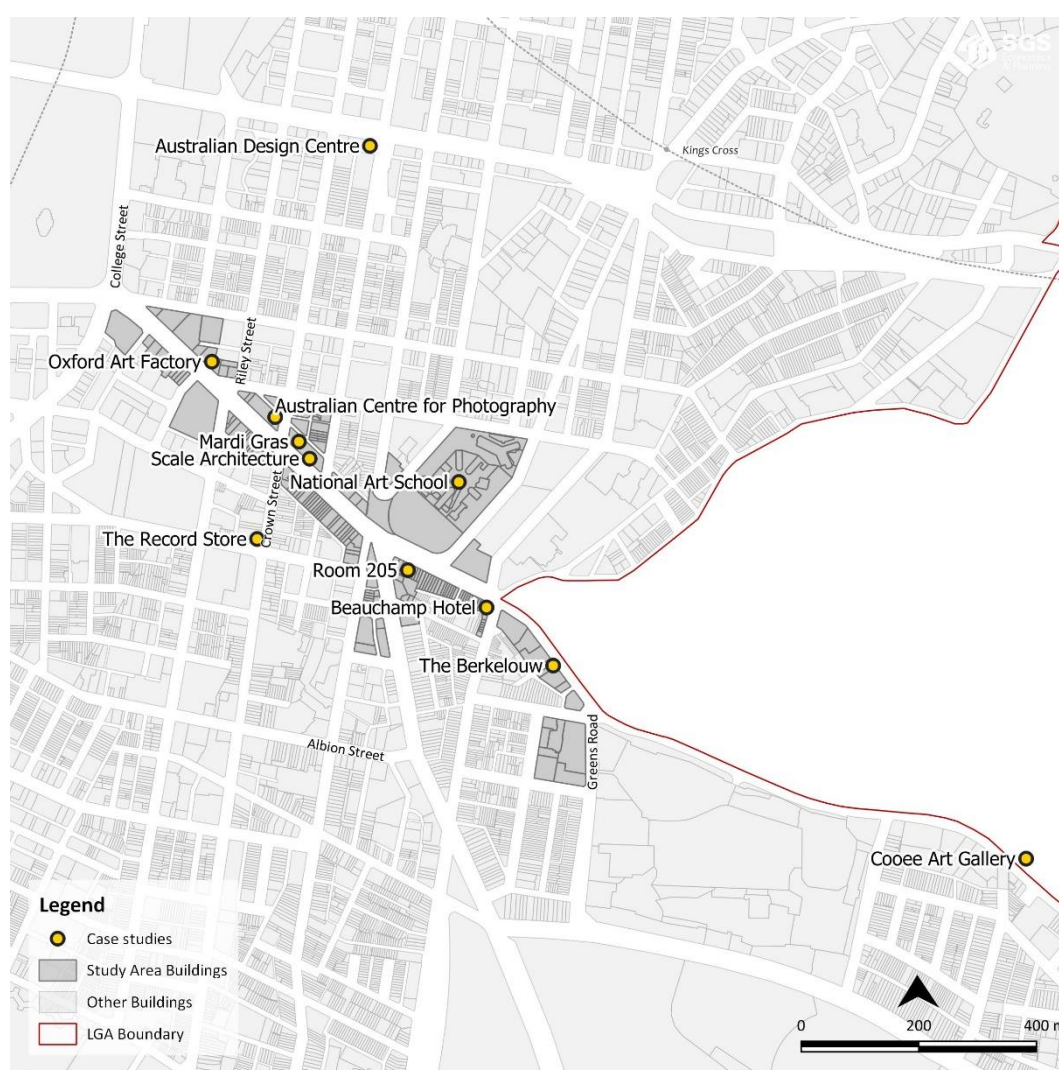 SGS
Economics
& Planning
Australian Design Centre
Kings Cross
College Street
Oxford Art Factory
Riley Street
Australian Centre for Photography
Mardi Gras
Scale Architecture
National Art School
Crown Street
The Record Store
Room 205
Beauchamp Hotel
The Berkelouw
Greens Road
Albion Street
Cooee Art Gallery
Legend
Case studies
Study Area Buildings
Other Buildings
LGA Boundary
0 200 400 m